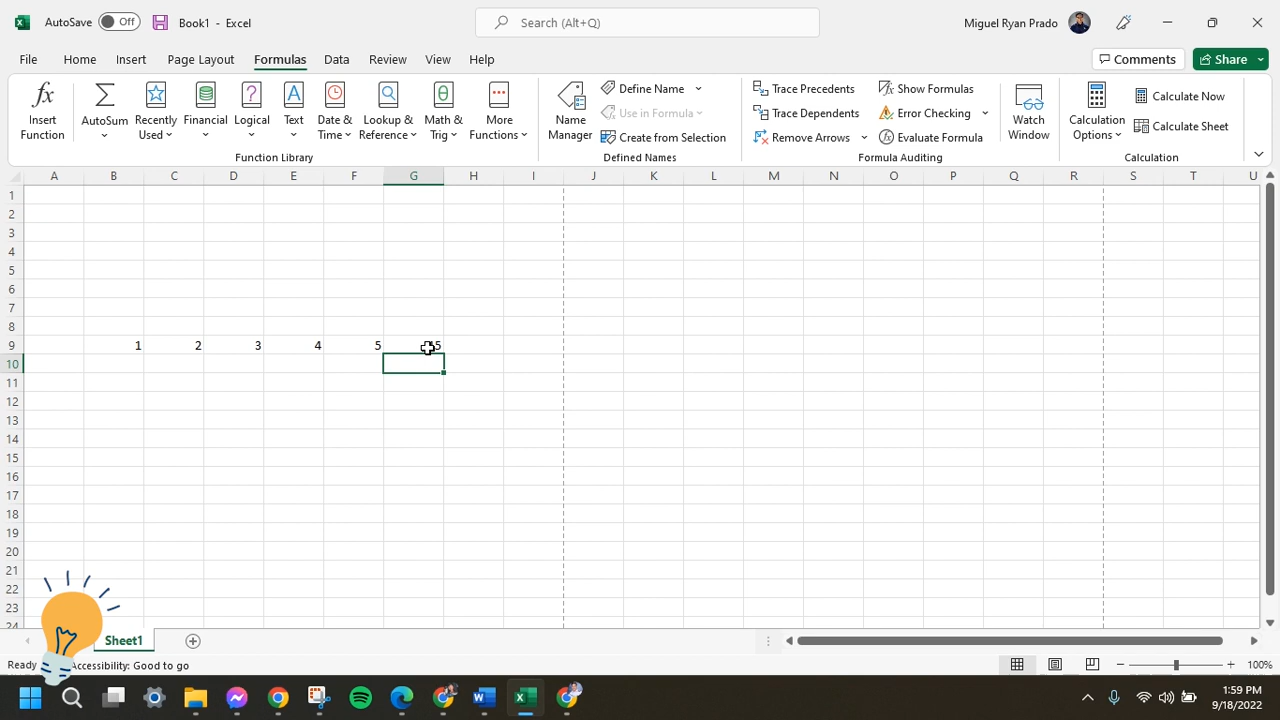 AutoSave Off Book1 - Excel Search (Alt+Q) Miguel Ryan Prado
File Home Insert Page Layout Formulas Data Review View Help Comments Share
Insert Function
AutoSum
Recently Used
Financial
Logical
Text
Date & Time
Lookup & Reference
Math & Trig
More Functions
Function Library
Name Manager
Define Name
Use in Formula
Create from Selection
Defined Names
Trace Precedents
Trace Dependents
Remove Arrows
Show Formulas
Error Checking
Evaluate Formula
Formula Auditing
Watch Window
Calculation Options
Calculate Now
Calculate Sheet
Calculation
A B C D E F G H I J K L M N O P Q R S T U
1
2
3
4
5
6
7
8
9 1 2 3 4 5
10
11
12
13
14
15
16
17
18
19
20
21
22
23
24
Sheet1
Ready Accessibility: Good to go 100%
1:59 PM
9/18/2022